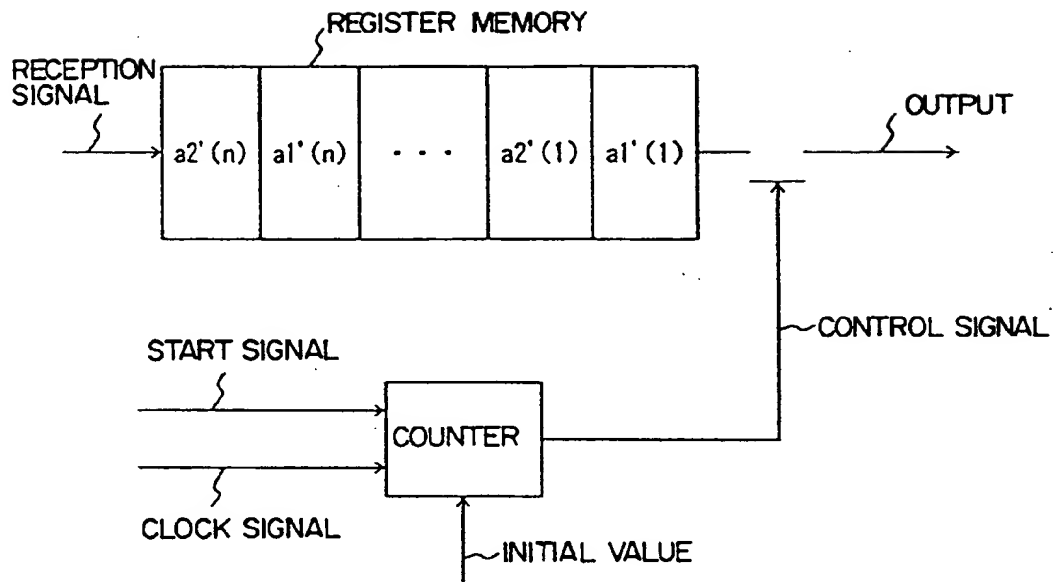 REGISTER MEMORY
RECEPTION
SIGNAL
OUTPUT
a2'(n) a1'(n) · · · a2'(1) a1'(1)
CONTROL SIGNAL
START SIGNAL
COUNTER
CLOCK SIGNAL
INITIAL VALUE